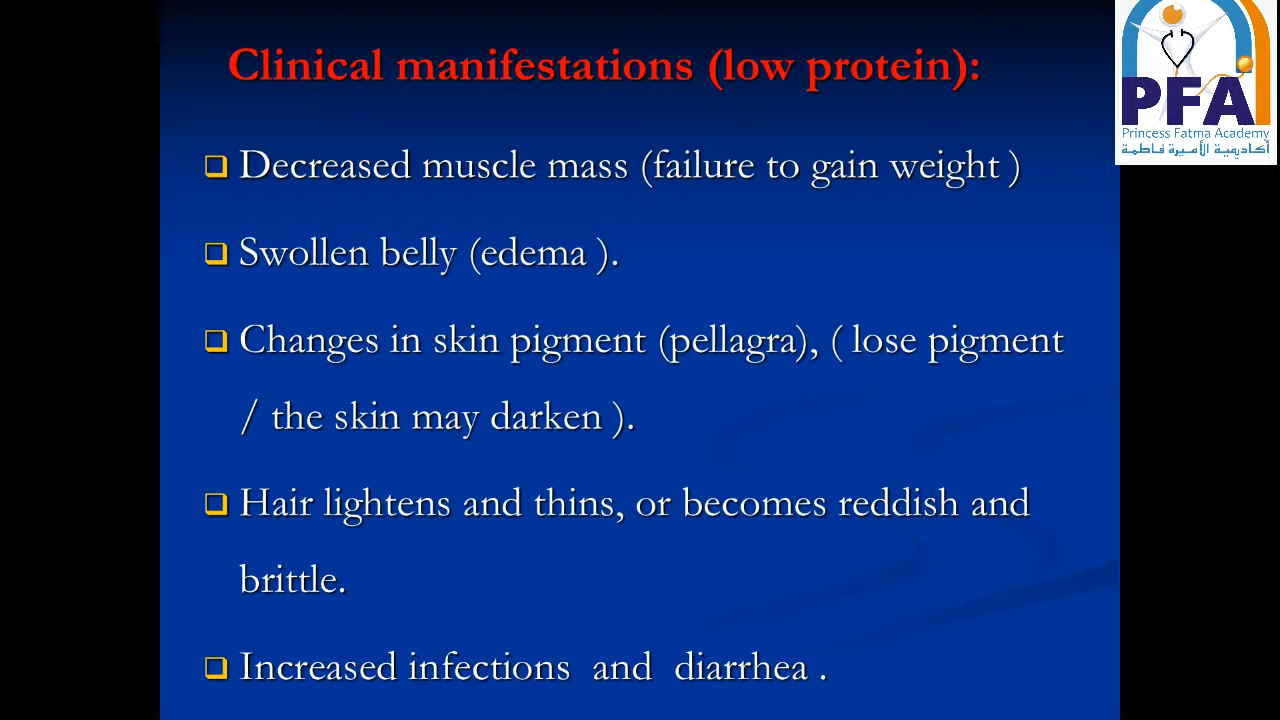 Clinical manifestations (low protein):
PFA
Princess Fatma Academy
أكاديمية الأميرة فاطمة
Decreased muscle mass (failure to gain weight )
Swollen belly (edema ).
Changes in skin pigment (pellagra), ( lose pigment
/ the skin may darken ).
Hair lightens and thins, or becomes reddish and
brittle.
Increased infections and diarrhea .